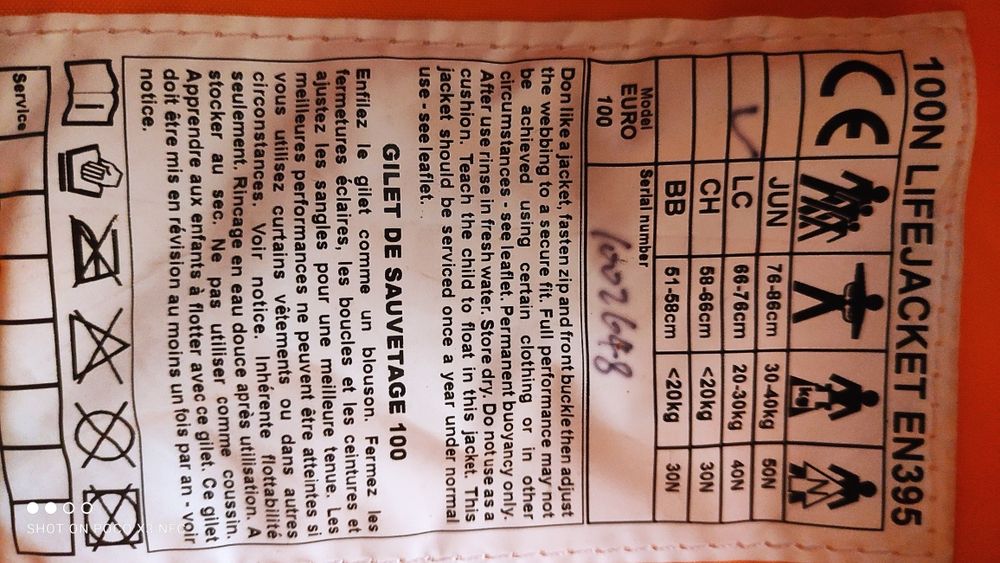 100N LIFEJACKET EN395
CE
kg
JUN 76-86cm 30-40kg 50N
LC 66-76cm 20-30kg 40N
CH 58-66cm <20kg 30N
BB 51-58cm <20kg 30N
Model Serial number
EURO
100
Don like a jacket, fasten zip and front buckle then adjust
the webbing to a secure fit. Full performance may not
be achieved using certain clothing or in other
circumstances - see leaflet. Permanent buoyancy only.
After use rinse in fresh water. Store dry. Do not use as a
cushion. Teach the child to float in this jacket. This
jacket should be serviced once a year under normal
use - see leaflet.
GILET DE SAUVETAGE 100
Enfilez le gilet comme un blouson. Fermez les
fermetures éclaires, les boucles et les ceintures et
ajustez les sangles pour une meilleure tenue. Les
meilleures performances ne peuvent être atteintes si
vous utilisez curtains vêtements ou dans autres
circonstances. Voir notice. Inhérente flottabilité
seulement. Rincage en eau douce après utilisation. A
stocker au sec. Ne pas utiliser comme coussin.
Apprendre aux enfants à flotter avec ce gilet. Ce gilet
doit être mis en révision au moins un fois par an - voir
notice.
Service
SHOT ON POCO X3 NFC